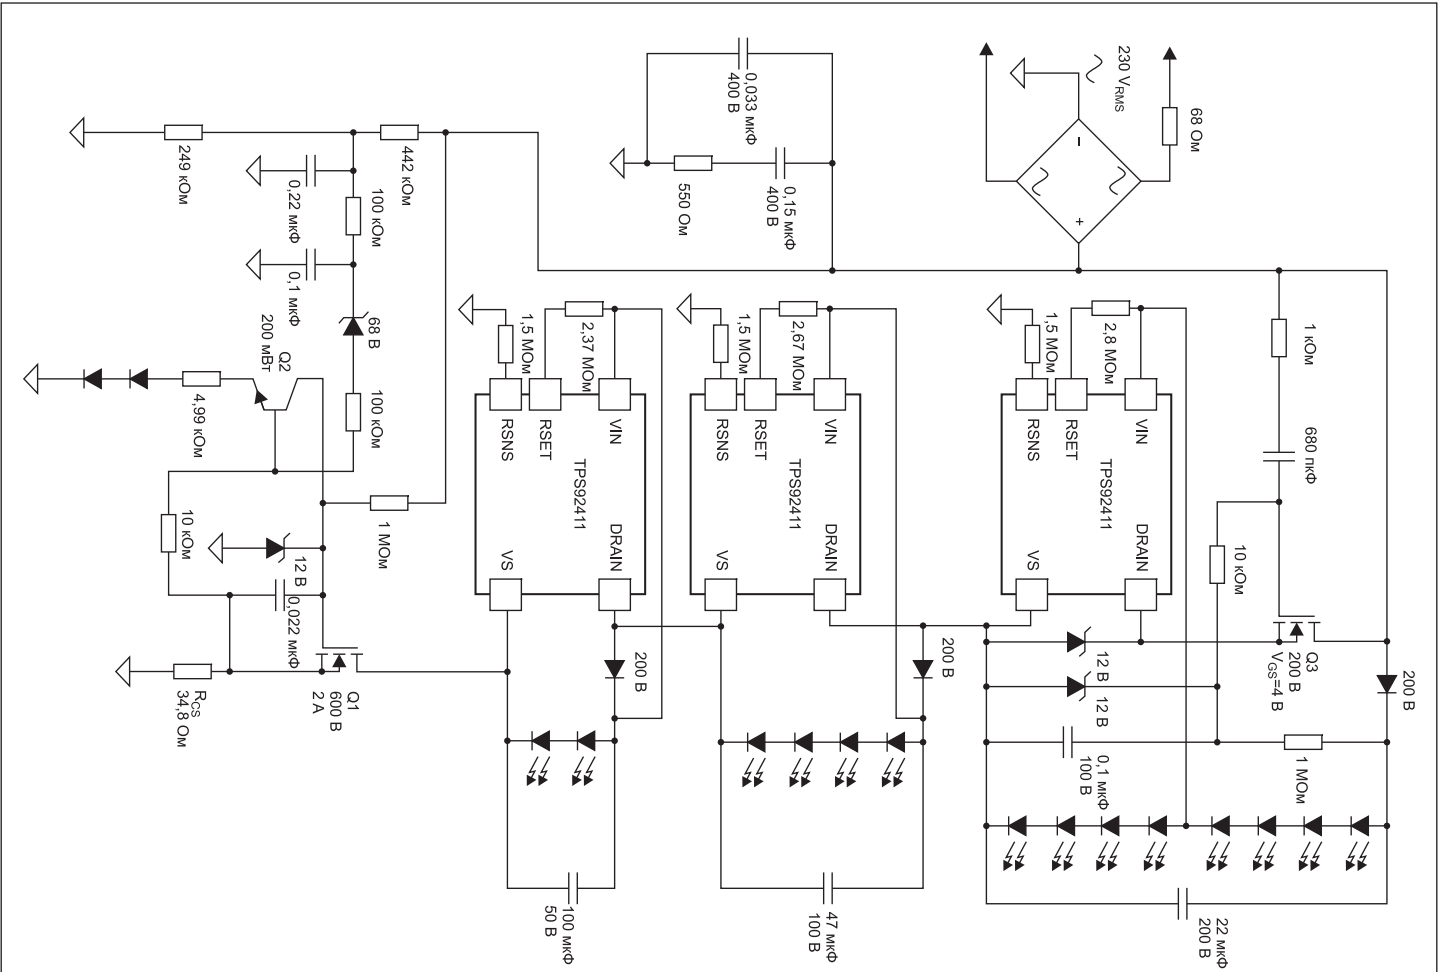 230 V_RMS
68 Ом
–
+
0,033 мкФ
400 В
550 Ом
0,15 мкФ
400 В
249 кОм
442 кОм
0,22 мкФ
100 кОм
0,1 мкФ
68 В
100 кОм
Q2
200 мВт
4,99 кОм
10 кОм
12 В
1 МОм
0,022 мкФ
Q1
600 В
2 А
R_CS
34,8 Ом
1,5 МОм
2,37 МОм
RSNS
RSET
VIN
TPS92411
VS
DRAIN
200 В
100 мкФ
50 В
1,5 МОм
2,67 МОм
RSNS
RSET
VIN
TPS92411
VS
DRAIN
200 В
47 мкФ
100 В
1,5 МОм
2,8 МОм
RSNS
RSET
VIN
TPS92411
VS
DRAIN
1 кОм
680 пкФ
10 кОм
12 В
12 В
Q3
200 В
V_GS=4 В
200 В
0,1 мкФ
100 В
1 МОм
22 мкФ
200 В